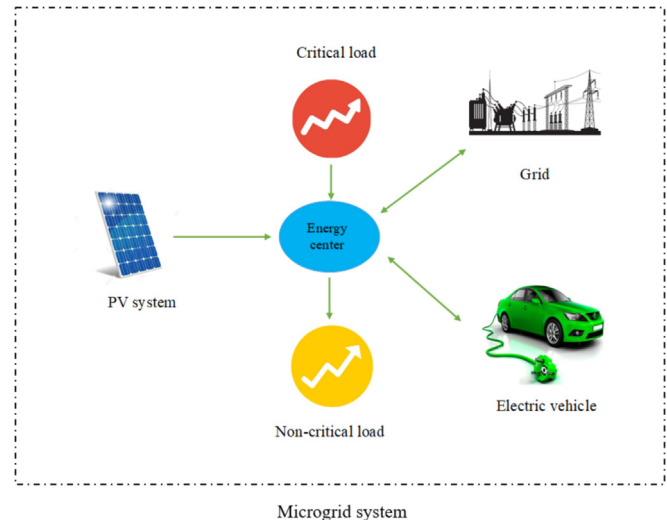 Critical load
Grid
Energy
center
PV system
Electric vehicle
Non-critical load
Microgrid system